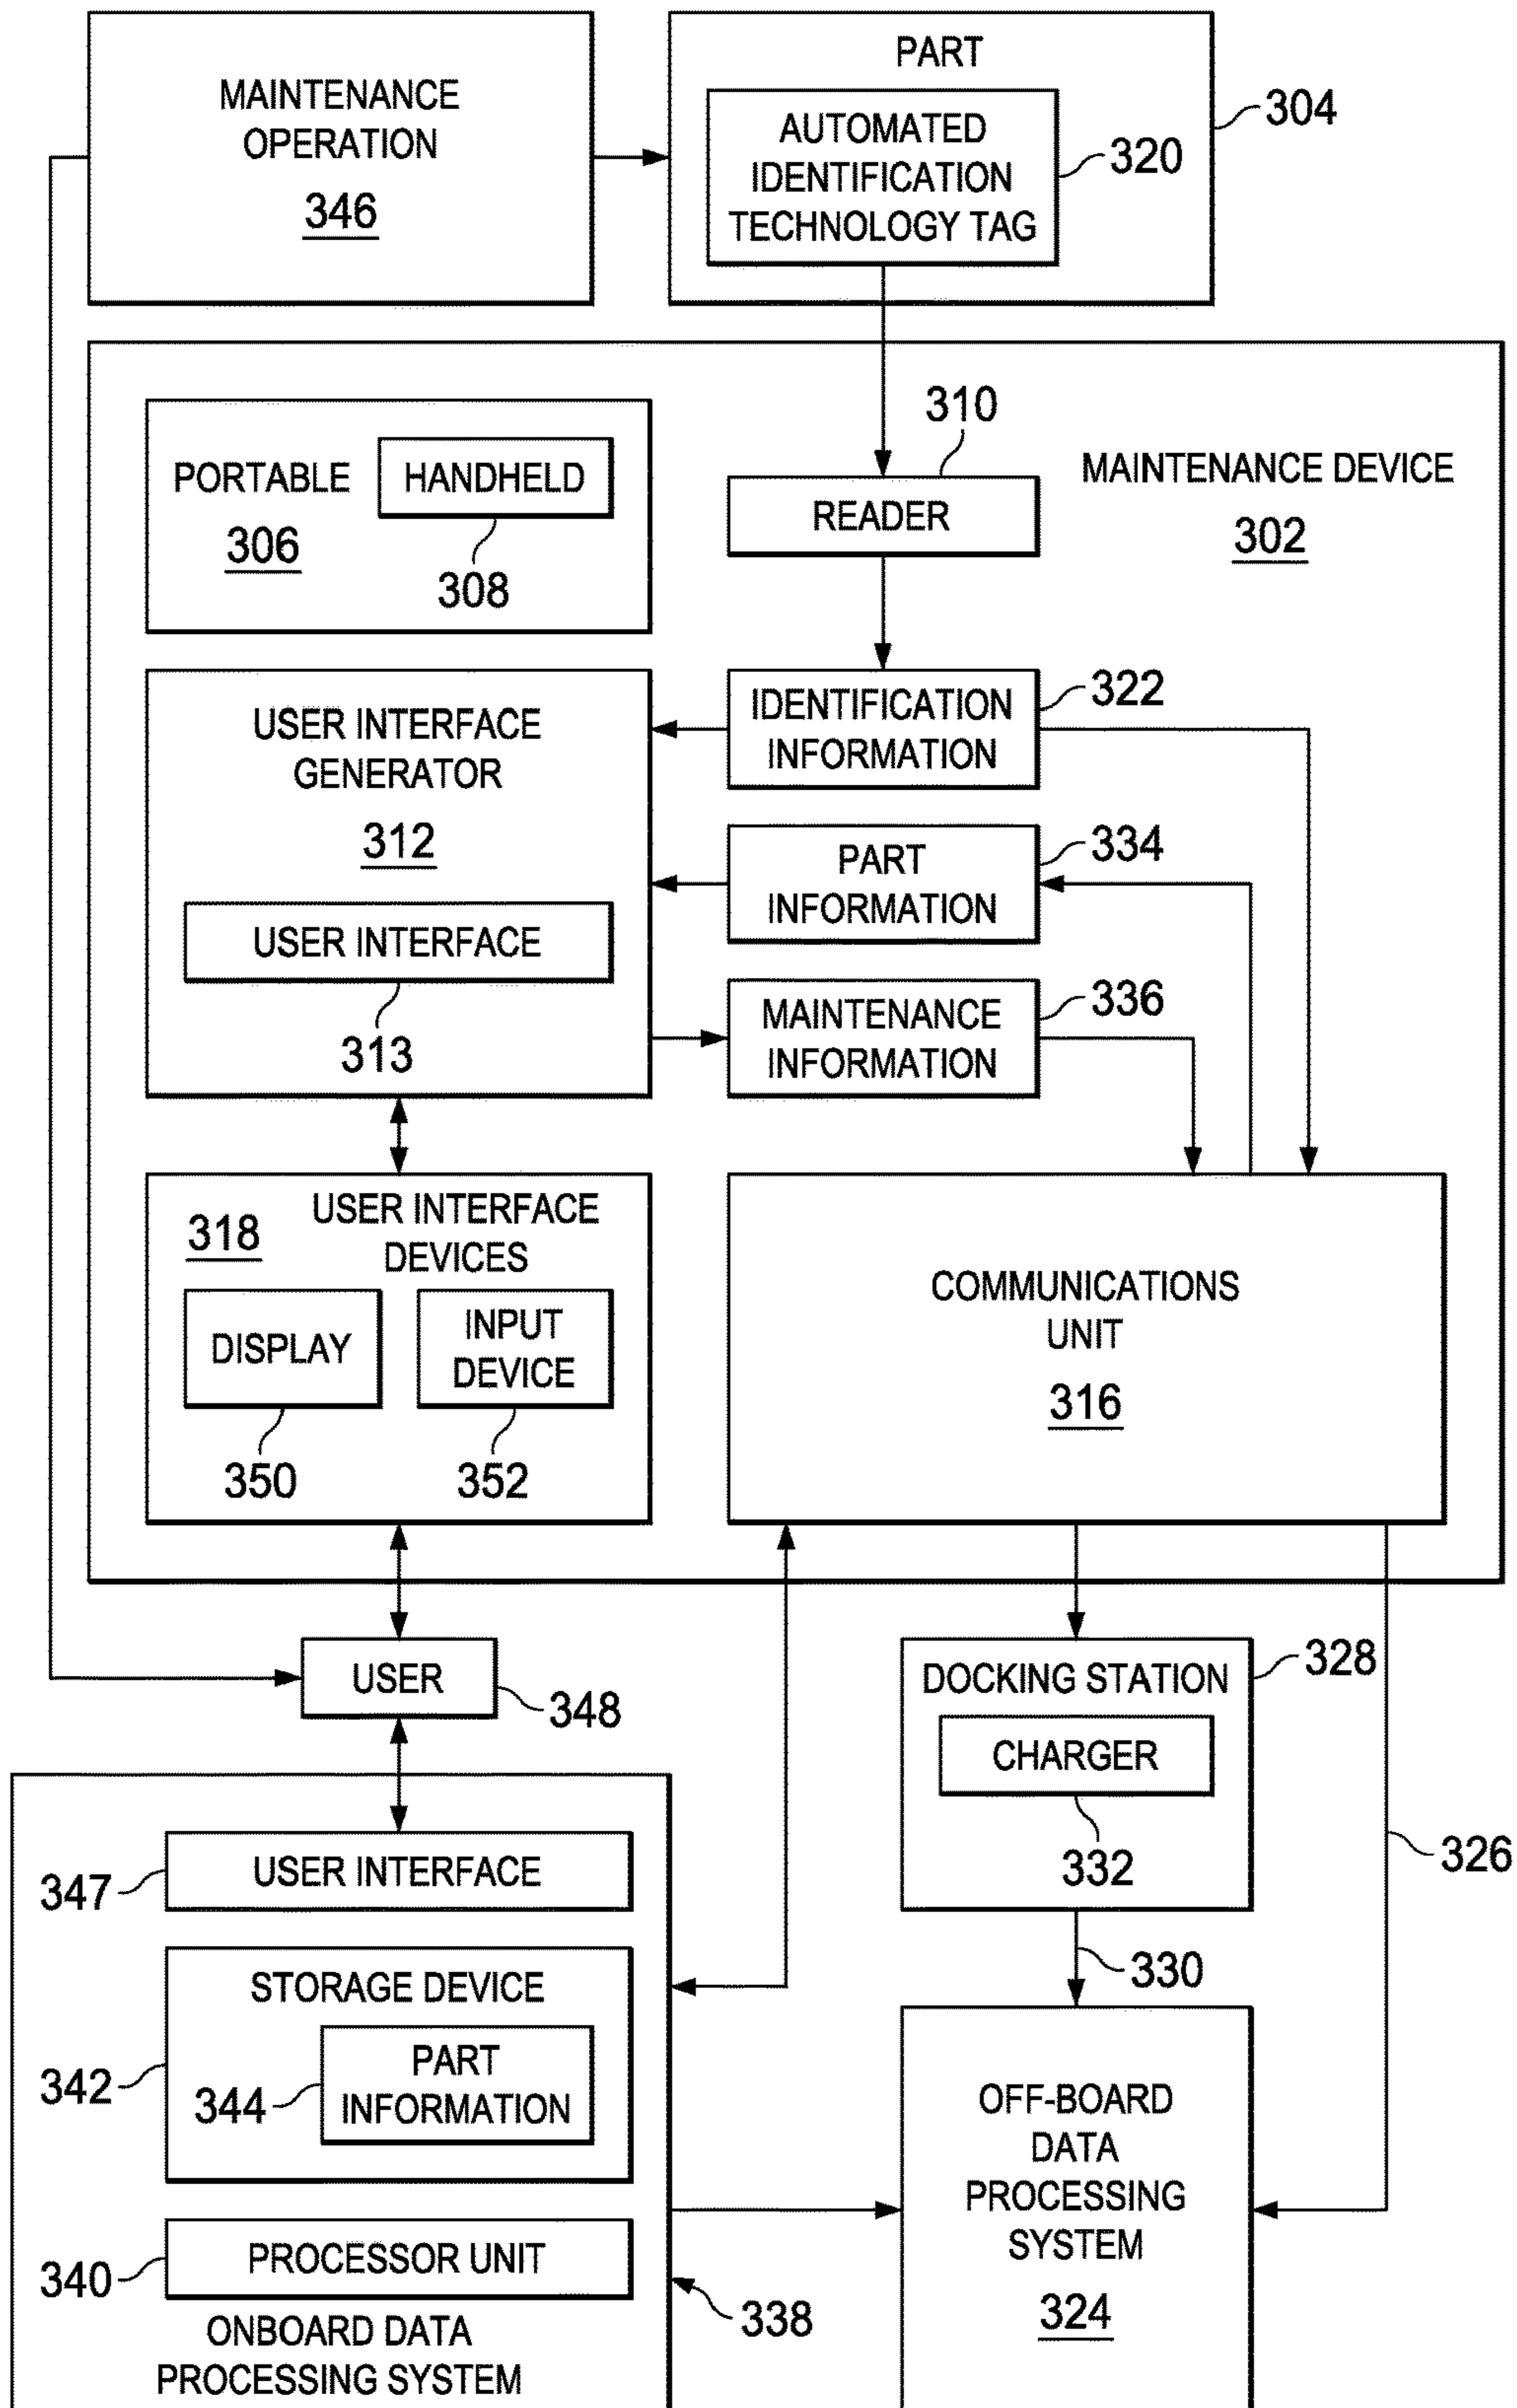 MAINTENANCE
OPERATION
346
PART
304
AUTOMATED
IDENTIFICATION
TECHNOLOGY TAG
320
MAINTENANCE DEVICE
302
PORTABLE
306
HANDHELD
308
310
READER
IDENTIFICATION
INFORMATION
322
USER INTERFACE
GENERATOR
312
USER INTERFACE
313
PART
INFORMATION
334
MAINTENANCE
INFORMATION
336
318
USER INTERFACE
DEVICES
DISPLAY
350
INPUT
DEVICE
352
COMMUNICATIONS
UNIT
316
USER
348
DOCKING STATION
328
CHARGER
332
326
330
347
USER INTERFACE
STORAGE DEVICE
342
344
PART
INFORMATION
340
PROCESSOR UNIT
338
ONBOARD DATA
PROCESSING SYSTEM
OFF-BOARD
DATA
PROCESSING
SYSTEM
324